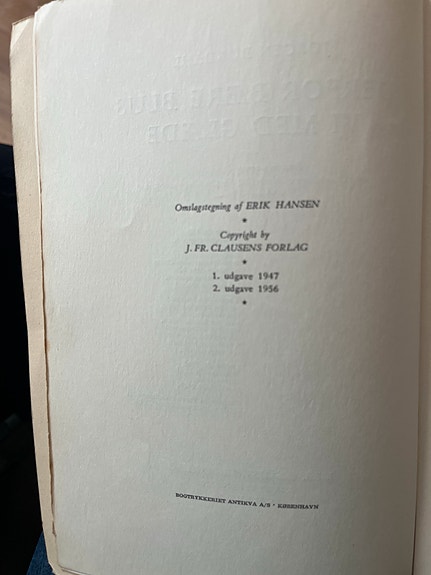 Omslagstegning af ERIK HANSEN
*
Copyright by
J. FR. CLAUSENS FORLAG
*
1. udgave 1947
2. udgave 1956
*
BOGTRYKKERIET ANTIKVA A/S * KØBENHAVN